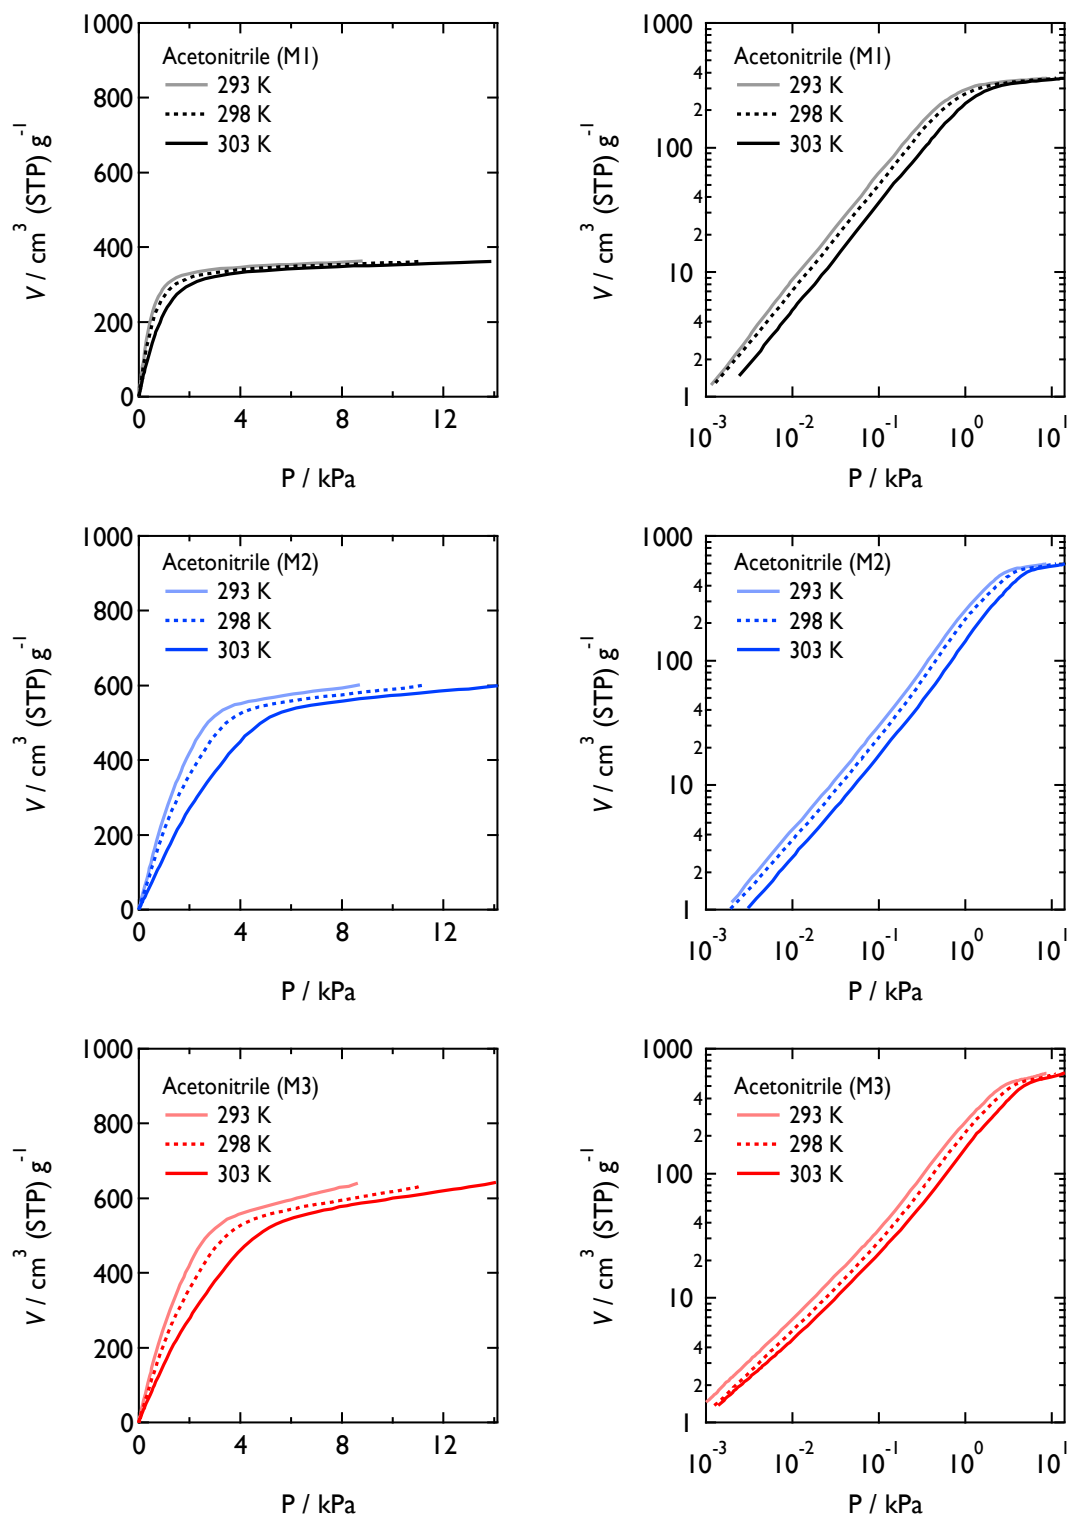 1000
800
600
400
200
0
V / cm³ (STP) g⁻¹
Acetonitrile (M1)
293 K
298 K
303 K
0 4 8 12
P / kPa
1000
4
2
100
4
2
10
4
2
1
V / cm³ (STP) g⁻¹
Acetonitrile (M1)
293 K
298 K
303 K
10⁻³ 10⁻² 10⁻¹ 10⁰ 10¹
P / kPa
1000
800
600
400
200
0
V / cm³ (STP) g⁻¹
Acetonitrile (M2)
293 K
298 K
303 K
0 4 8 12
P / kPa
1000
4
2
100
4
2
10
4
2
1
V / cm³ (STP) g⁻¹
Acetonitrile (M2)
293 K
298 K
303 K
10⁻³ 10⁻² 10⁻¹ 10⁰ 10¹
P / kPa
1000
800
600
400
200
0
V / cm³ (STP) g⁻¹
Acetonitrile (M3)
293 K
298 K
303 K
0 4 8 12
P / kPa
1000
4
2
100
4
2
10
4
2
1
V / cm³ (STP) g⁻¹
Acetonitrile (M3)
293 K
298 K
303 K
10⁻³ 10⁻² 10⁻¹ 10⁰ 10¹
P / kPa